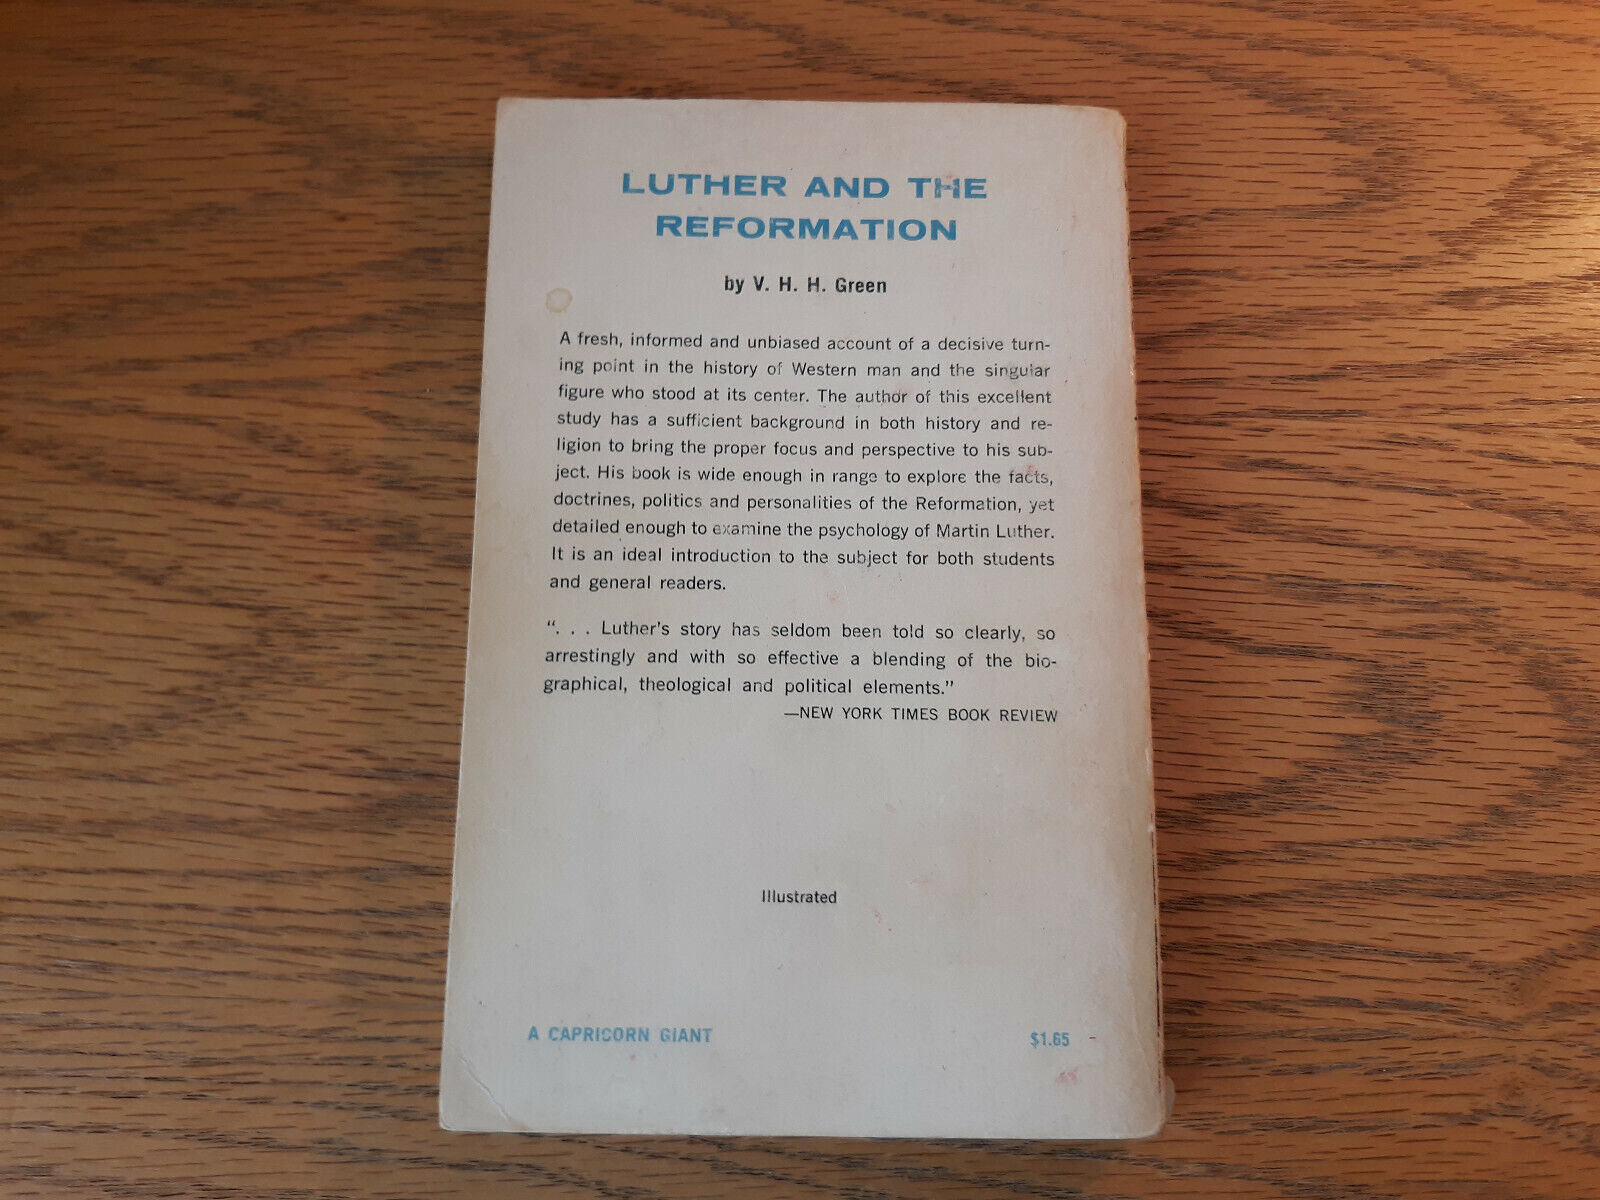 LUTHER AND THE
REFORMATION
by V. H. H. Green
A fresh, informed and unbiased account of a decisive turn-
ing point in the history of Western man and the singular
figure who stood at its center. The author of this excellent
study has a sufficient background in both history and re-
ligion to bring the proper focus and perspective to his sub-
ject. His book is wide enough in range to explore the facts,
doctrines, politics and personalities of the Reformation, yet
detailed enough to examine the psychology of Martin Luther.
It is an ideal introduction to the subject for both students
and general readers.
“. . . Luther’s story has seldom been told so clearly, so
arrestingly and with so effective a blending of the bio-
graphical, theological and political elements.”
—NEW YORK TIMES BOOK REVIEW
Illustrated
A CAPRICORN GIANT
$1.65